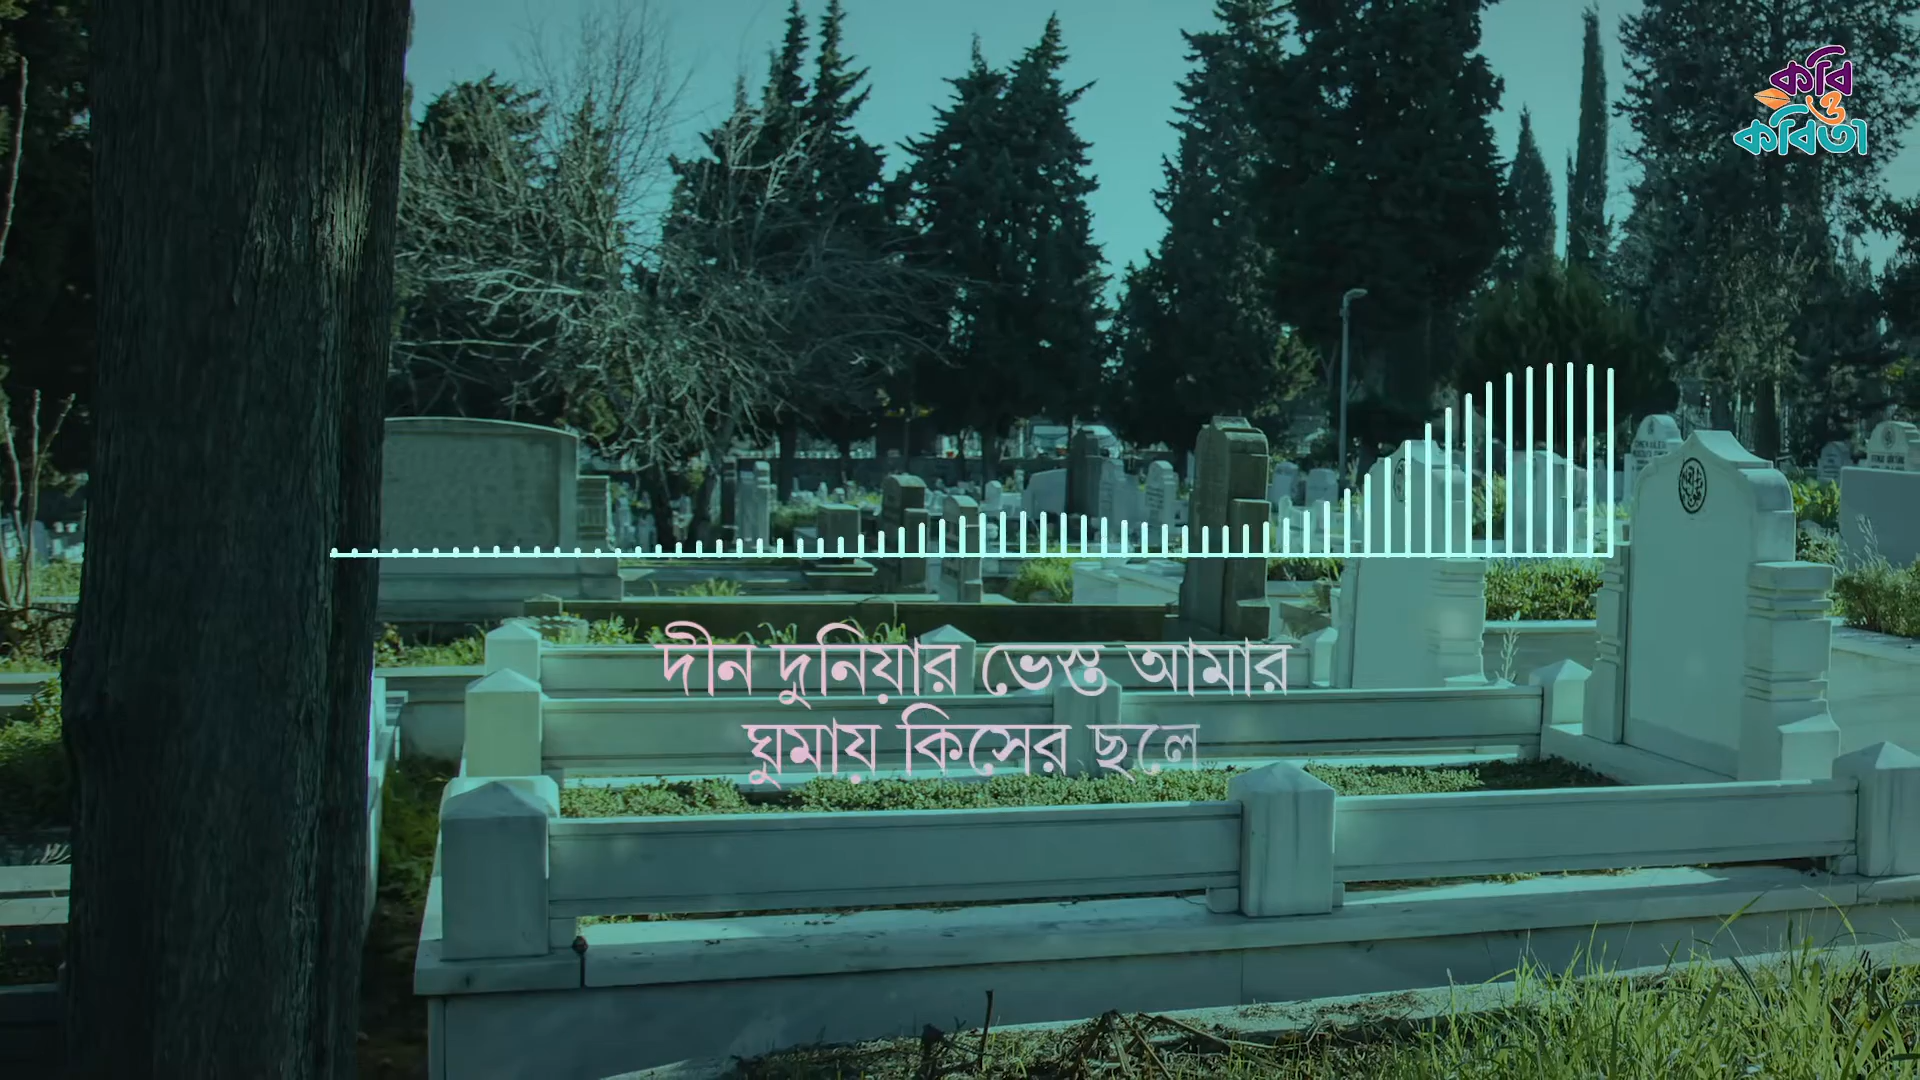 কবি
ও
কবিতা
দীন দুনিয়ার ভেস্ত আমার
ঘুমায় কিসের ছলে